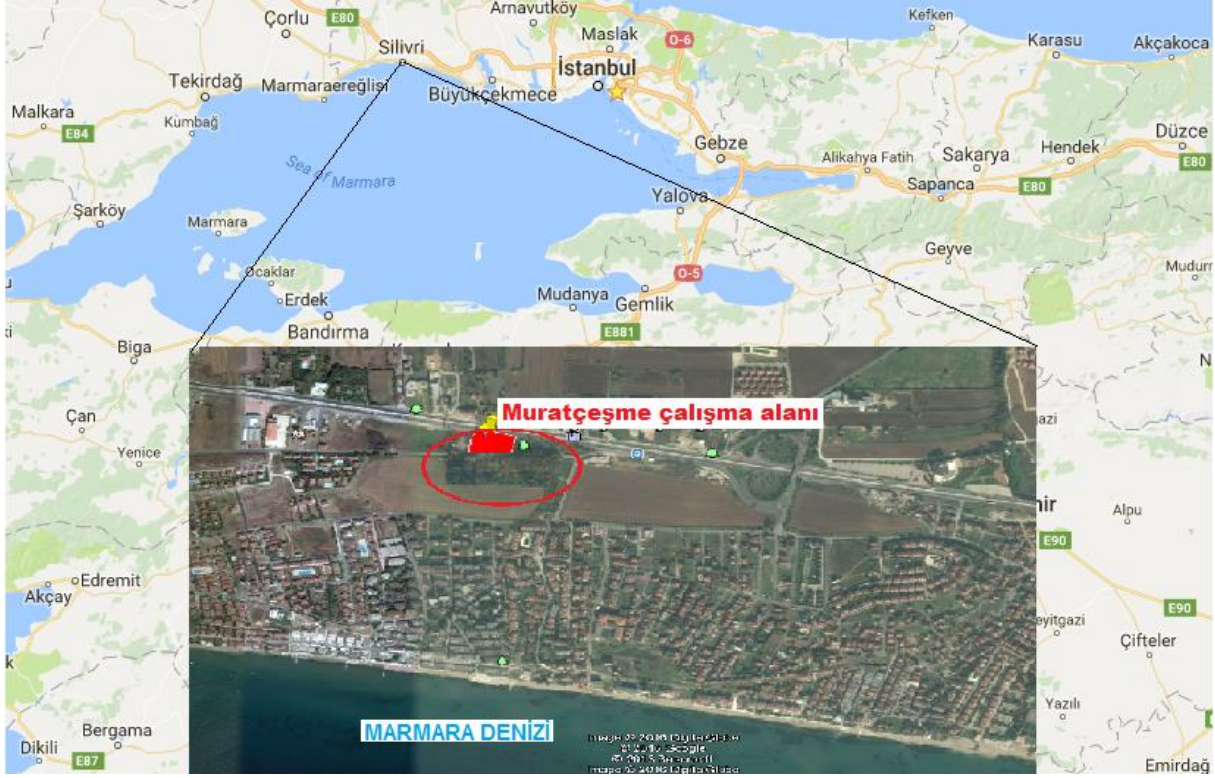 Arnavutköy
Kefken
Çorlu
E80
Maslak
O-6
Karasu
Akçakoca
Silivri
İstanbul
Tekirdağ
Marmaraereğlisi
Büyükçekmece
Malkara
E84
Kumbağ
Gebze
Düzce
Hendek
Alikahya Fatih
Sakarya
E80
Sea of Marmara
Sapanca
E80
Yalova
Şarköy
Marmara
Geyve
Ocaklar
O-5
Erdek
Mudanya
Gemlik
Bandırma
E881
Biga
Muratçeşme çalışma alanı
Çan
Yenice
Alpu
E90
Edremit
Akçay
E90
Çifteler
Yazılı
Bergama
MARMARA DENİZİ
Dikili
E87
Emirdağ